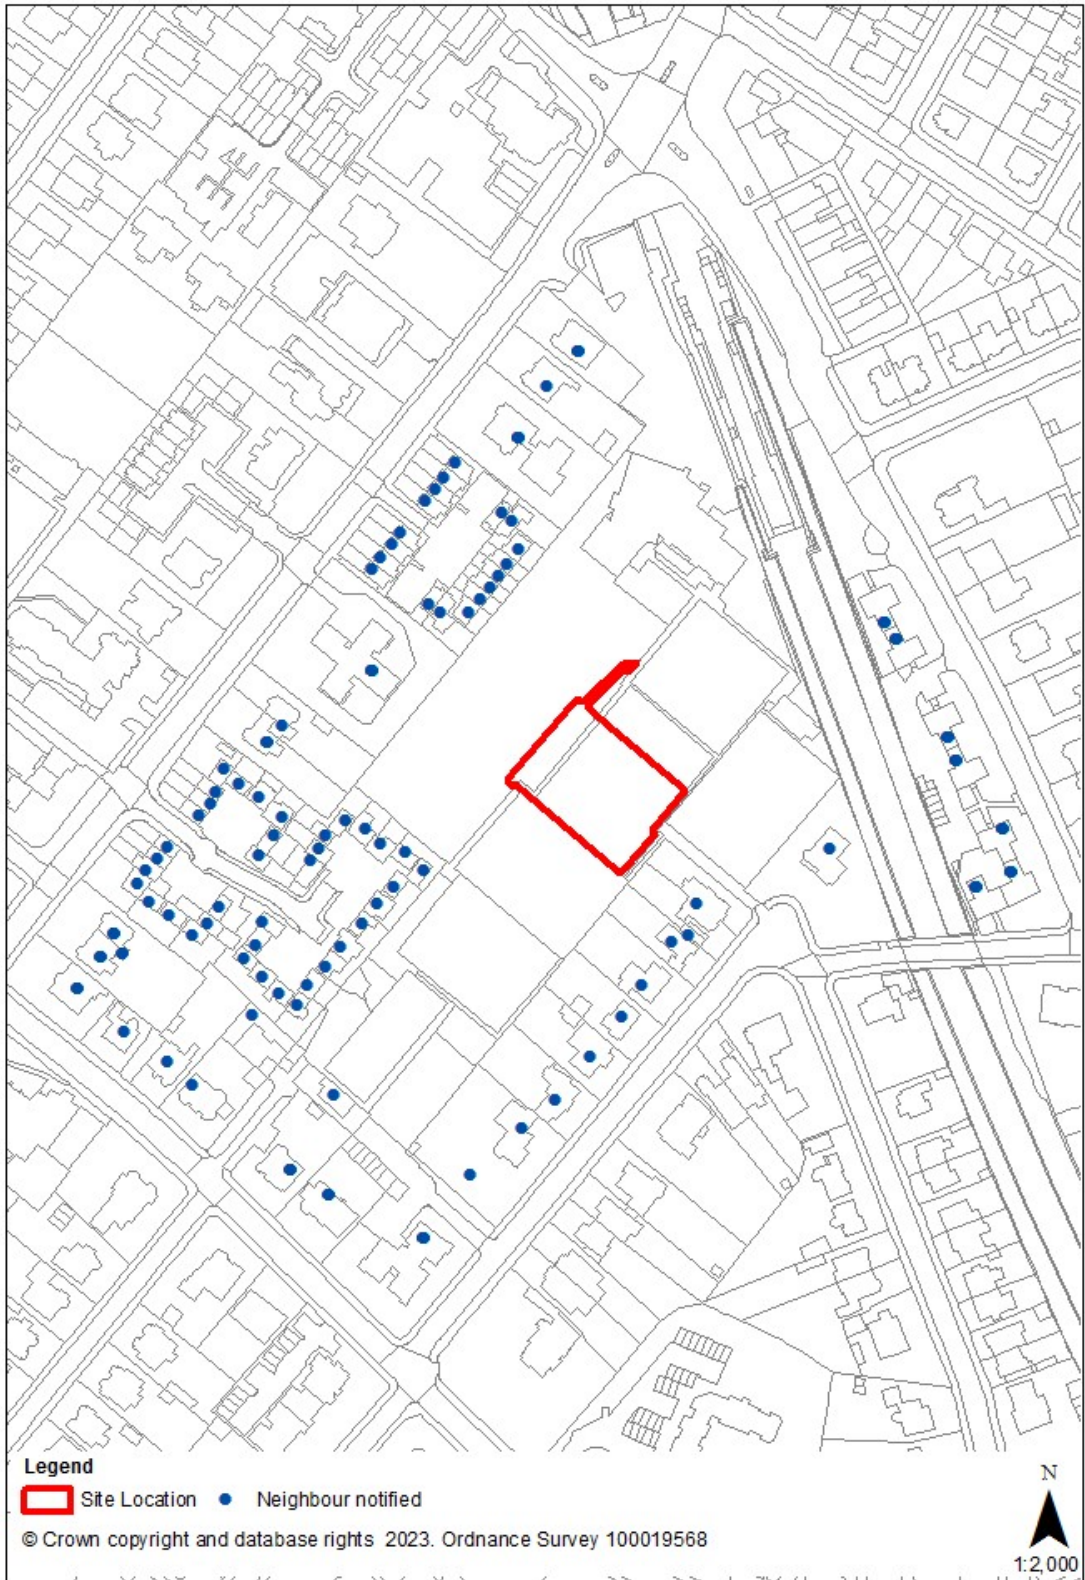 Legend
Site Location Neighbour notified
N
© Crown copyright and database rights 2023. Ordnance Survey 100019568
1:2,000